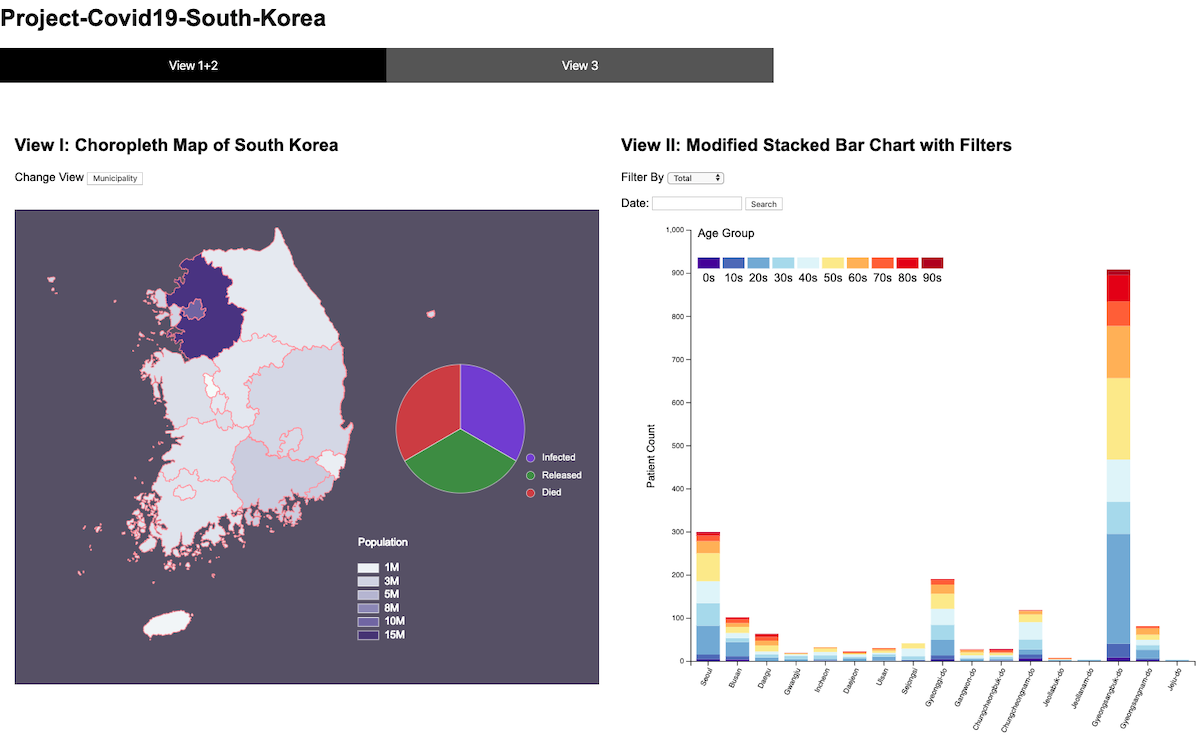 Project-Covid19-South-Korea
View 1+2
View 3
View I: Choropleth Map of South Korea
Change View Municipality
Infected
Released
Died
Population
1M
3M
5M
8M
10M
15M
View II: Modified Stacked Bar Chart with Filters
Filter By Total
Date: Search
Age Group
0s 10s 20s 30s 40s 50s 60s 70s 80s 90s
Patient Count
1,000
900
800
700
600
500
400
300
200
100
0
Seoul
Busan
Daegu
Gwangju
Incheon
Daejeon
Ulsan
Sejongsi
Gyeonggi-do
Gangwon-do
Chungcheongbuk-do
Chungcheongnam-do
Jeollabuk-do
Jeollanam-do
Gyeongsangbuk-do
Gyeongsangnam-do
Jeju-do